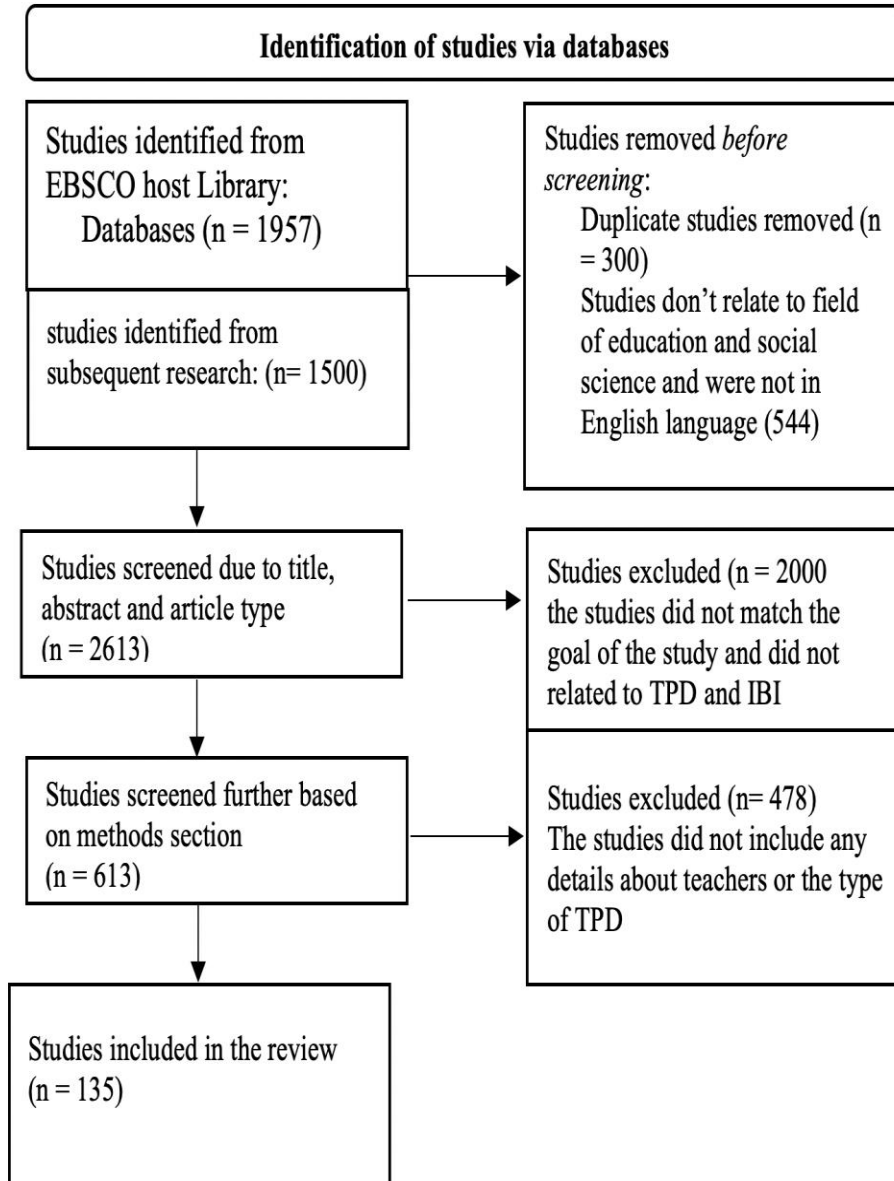 Identification of studies via databases
Studies identified from
EBSCO host Library:
Databases (n = 1957)
studies identified from
subsequent research: (n= 1500)
Studies removed before
screening:
Duplicate studies removed (n
= 300)
Studies don’t relate to field
of education and social
science and were not in
English language (544)
Studies screened due to title,
abstract and article type
(n = 2613)
Studies excluded (n = 2000
the studies did not match the
goal of the study and did not
related to TPD and IBI
Studies screened further based
on methods section
(n = 613)
Studies excluded (n= 478)
The studies did not include any
details about teachers or the type
of TPD
Studies included in the review
(n = 135)